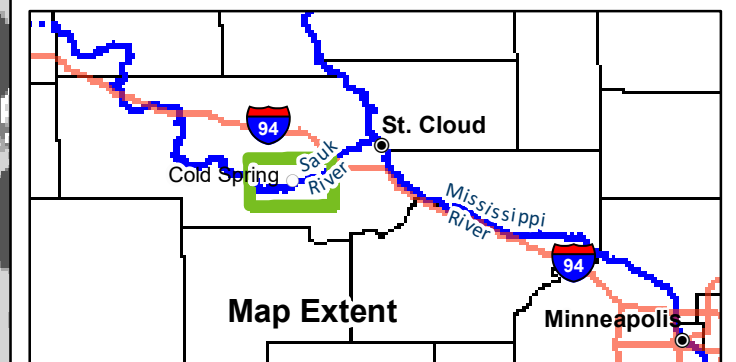 94
St. Cloud
Sauk
River
Cold Spring
Mississippi
River
94
Map Extent
Minneapolis